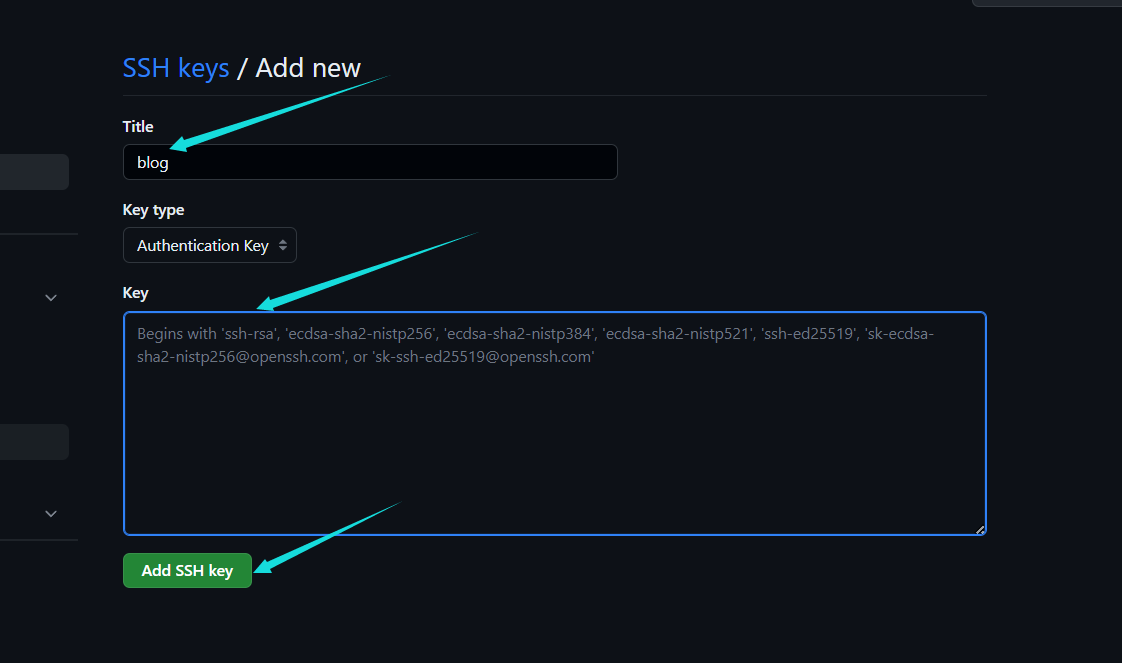 SSH keys / Add new
Title
blog
Key type
Authentication Key
Key
Begins with 'ssh-rsa', 'ecdsa-sha2-nistp256', 'ecdsa-sha2-nistp384', 'ecdsa-sha2-nistp521', 'ssh-ed25519', 'sk-ecdsa-
sha2-nistp256@openssh.com', or 'sk-ssh-ed25519@openssh.com'
Add SSH key